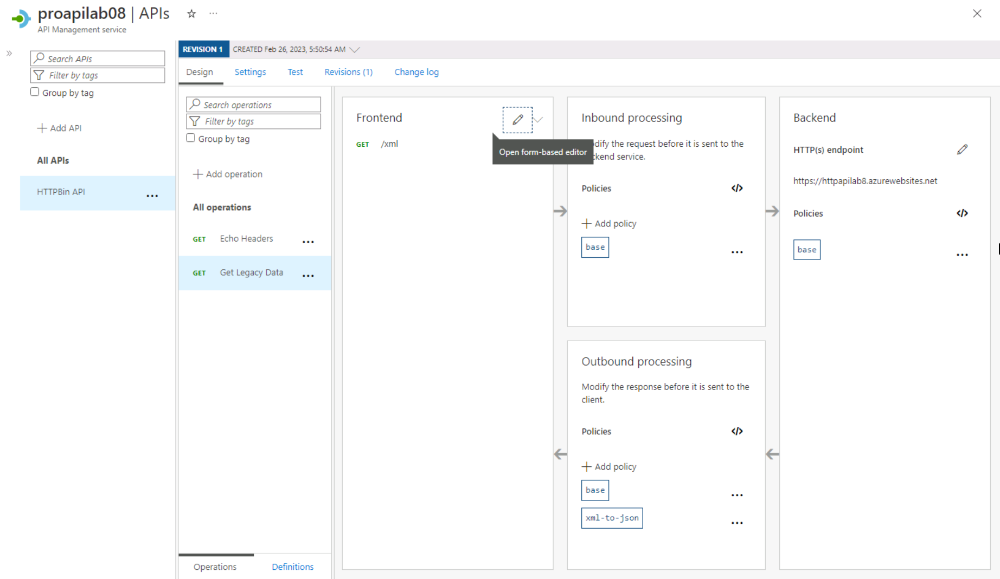 proapilab08 | APIs
API Management service
Search APIs
Filter by tags
Group by tag
Add API
All APIs
HTTPBin API
REVISION 1 CREATED Feb 26, 2023, 5:50:54 AM
Design Settings Test Revisions (1) Change log
Search operations
Filter by tags
Group by tag
Add operation
All operations
GET Echo Headers
GET Get Legacy Data
Operations Definitions
Frontend
GET /xml
Open form-based editor
Inbound processing
dify the request before it is sent to the
kend service.
Policies </>
Add policy
base
Outbound processing
Modify the response before it is sent to the
client.
Policies </>
Add policy
base
xml-to-json
Backend
HTTP(s) endpoint
https://httpapilab8.azurewebsites.net
Policies </>
base